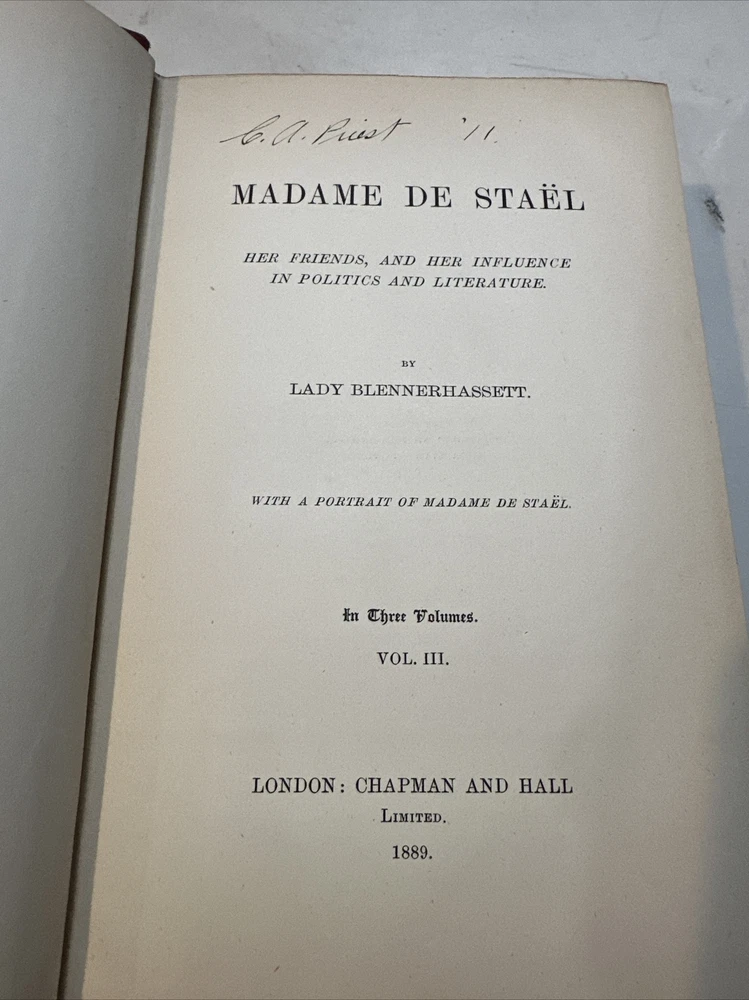 C. A. Priest '11.
MADAME DE STAËL
HER FRIENDS, AND HER INFLUENCE
IN POLITICS AND LITERATURE.
BY
LADY BLENNERHASSETT.
WITH A PORTRAIT OF MADAME DE STAËL.
In Three Volumes.
VOL. III.
LONDON: CHAPMAN AND HALL
LIMITED.
1889.